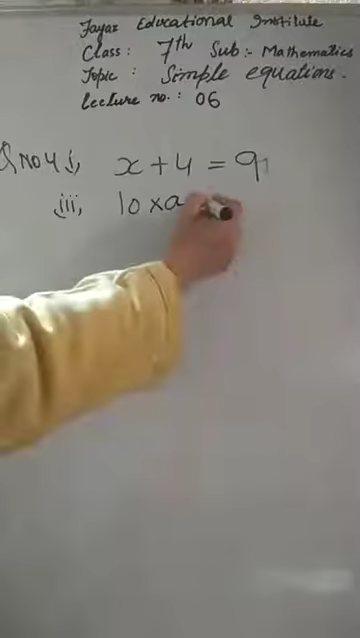 Jayaz Educational Institute
Class: 7th Sub:- Mathematics
Topic: Simple equations.
Lecture no.: 06
Q No 4 i, x + 4 = 9
iii, 10 x a